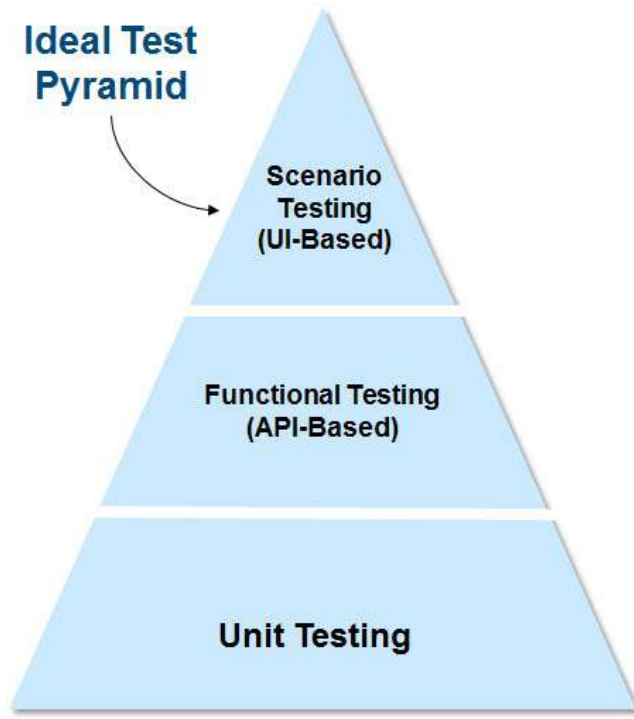 Ideal Test
Pyramid
Scenario
Testing
(UI-Based)
Functional Testing
(API-Based)
Unit Testing